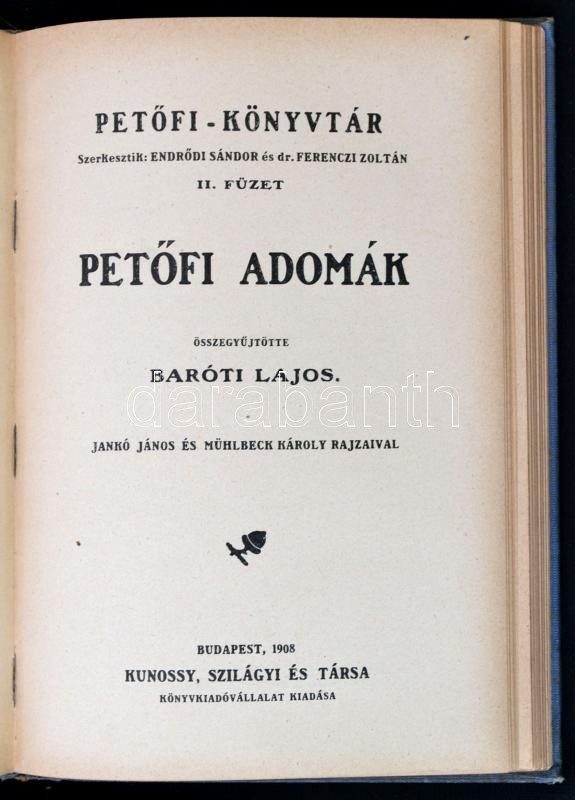 PETŐFI - KÖNYVTÁR
Szerkesztik: ENDRŐDI SÁNDOR és dr. FERENCZI ZOLTÁN
II. FÜZET
PETŐFI ADOMÁK
ÖSSZEGYŰJTÖTTE
BARÓTI LAJOS.
darabanth
JANKÓ JÁNOS ÉS MÜHLBECK KÁROLY RAJZAIVAL
BUDAPEST, 1908
KUNOSSY, SZILÁGYI ÉS TÁRSA
KÖNYVKIADÓVÁLLALAT KIADÁSA